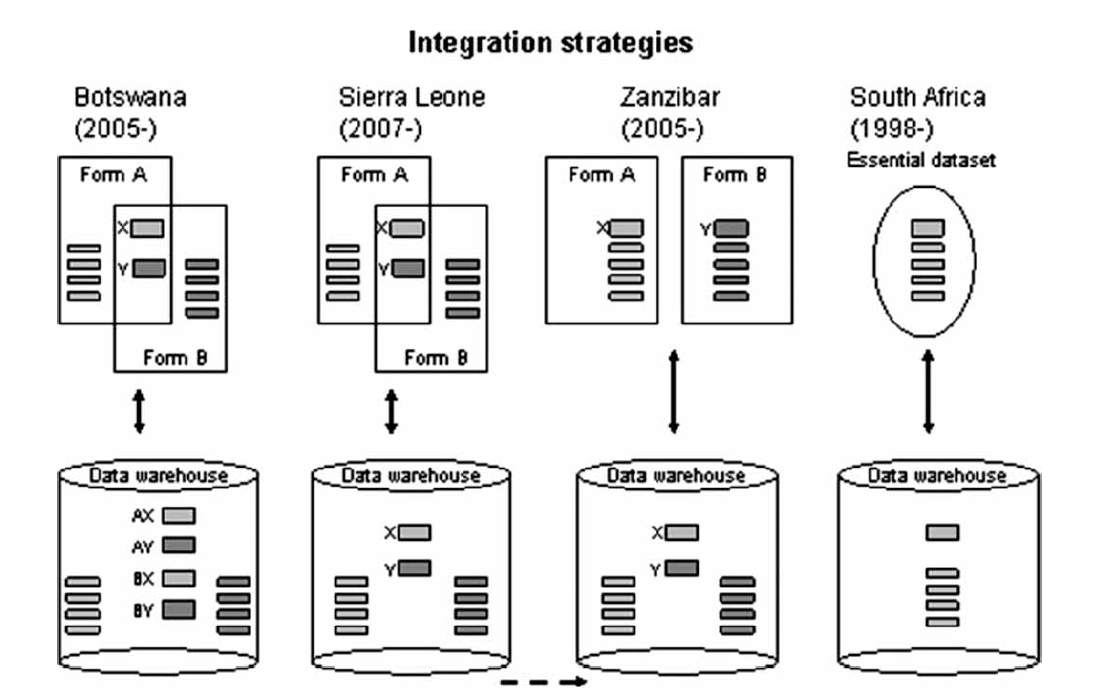 Integration strategies
Botswana
(2005-)
Form A
X
Y
Form B
Data warehouse
AX
AY
BX
BY
Sierra Leone
(2007-)
Form A
X
Y
Form B
Data warehouse
X
Y
Zanzibar
(2005-)
Form A
X
Form B
Y
Data warehouse
X
Y
South Africa
(1998-)
Essential dataset
Data warehouse